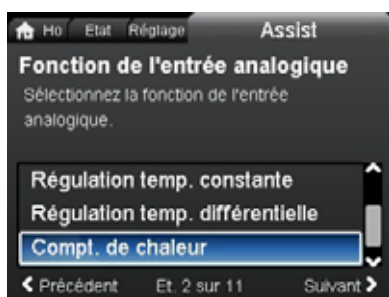 Ho Etat Réglage Assist
Fonction de l'entrée analogique
Sélectionnez la fonction de l'entrée
analogique.
Régulation temp. constante
Régulation temp. différentielle
Compt. de chaleur
Précédent Et. 2 sur 11 Suivant